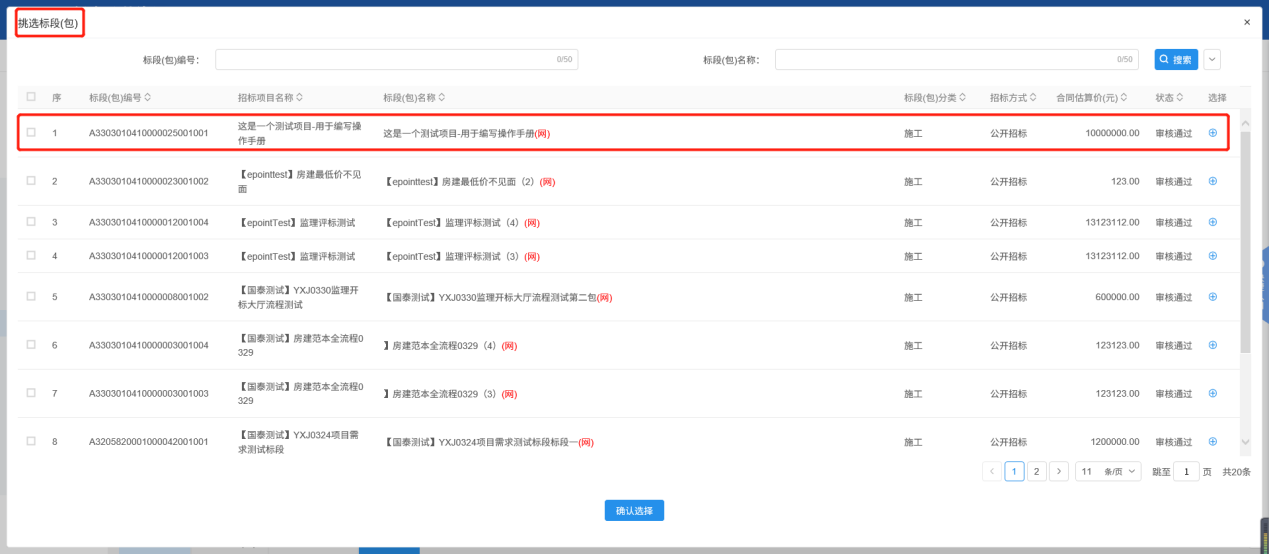 挑选标段(包)
×
标段(包)编号: 0/50 标段(包)名称: 0/50 搜索
序 标段(包)编号 招标项目名称 标段(包)名称 标段(包)分类 招标方式 合同估算价(元) 状态 选择
1 A3303010410000025001001 这是一个测试项目-用于编写操作手册 这是一个测试项目-用于编写操作手册(网) 施工 公开招标 10000000.00 审核通过
2 A3303010410000023001002 【epointtest】房建最低价不见面 【epointtest】房建最低价不见面（2）(网) 施工 公开招标 123.00 审核通过
3 A3303010410000012001004 【epointTest】监理评标测试 【epointTest】监理评标测试（4）(网) 施工 公开招标 13123112.00 审核通过
4 A3303010410000012001003 【epointTest】监理评标测试 【epointTest】监理评标测试（3）(网) 施工 公开招标 13123112.00 审核通过
5 A3303010410000008001002 【国泰测试】YXJ0330监理开标大厅流程测试 【国泰测试】YXJ0330监理开标大厅流程测试第二包(网) 施工 公开招标 600000.00 审核通过
6 A3303010410000003001004 【国泰测试】房建范本全流程0329 】房建范本全流程0329（4）(网) 施工 公开招标 123123.00 审核通过
7 A3303010410000003001003 【国泰测试】房建范本全流程0329 】房建范本全流程0329（3）(网) 施工 公开招标 123123.00 审核通过
8 A3205820001000042001001 【国泰测试】YXJ0324项目需求测试标段 【国泰测试】YXJ0324项目需求测试标段标段一(网) 施工 公开招标 1200000.00 审核通过
1 2 11 条/页 跳至 1 页 共20条
确认选择